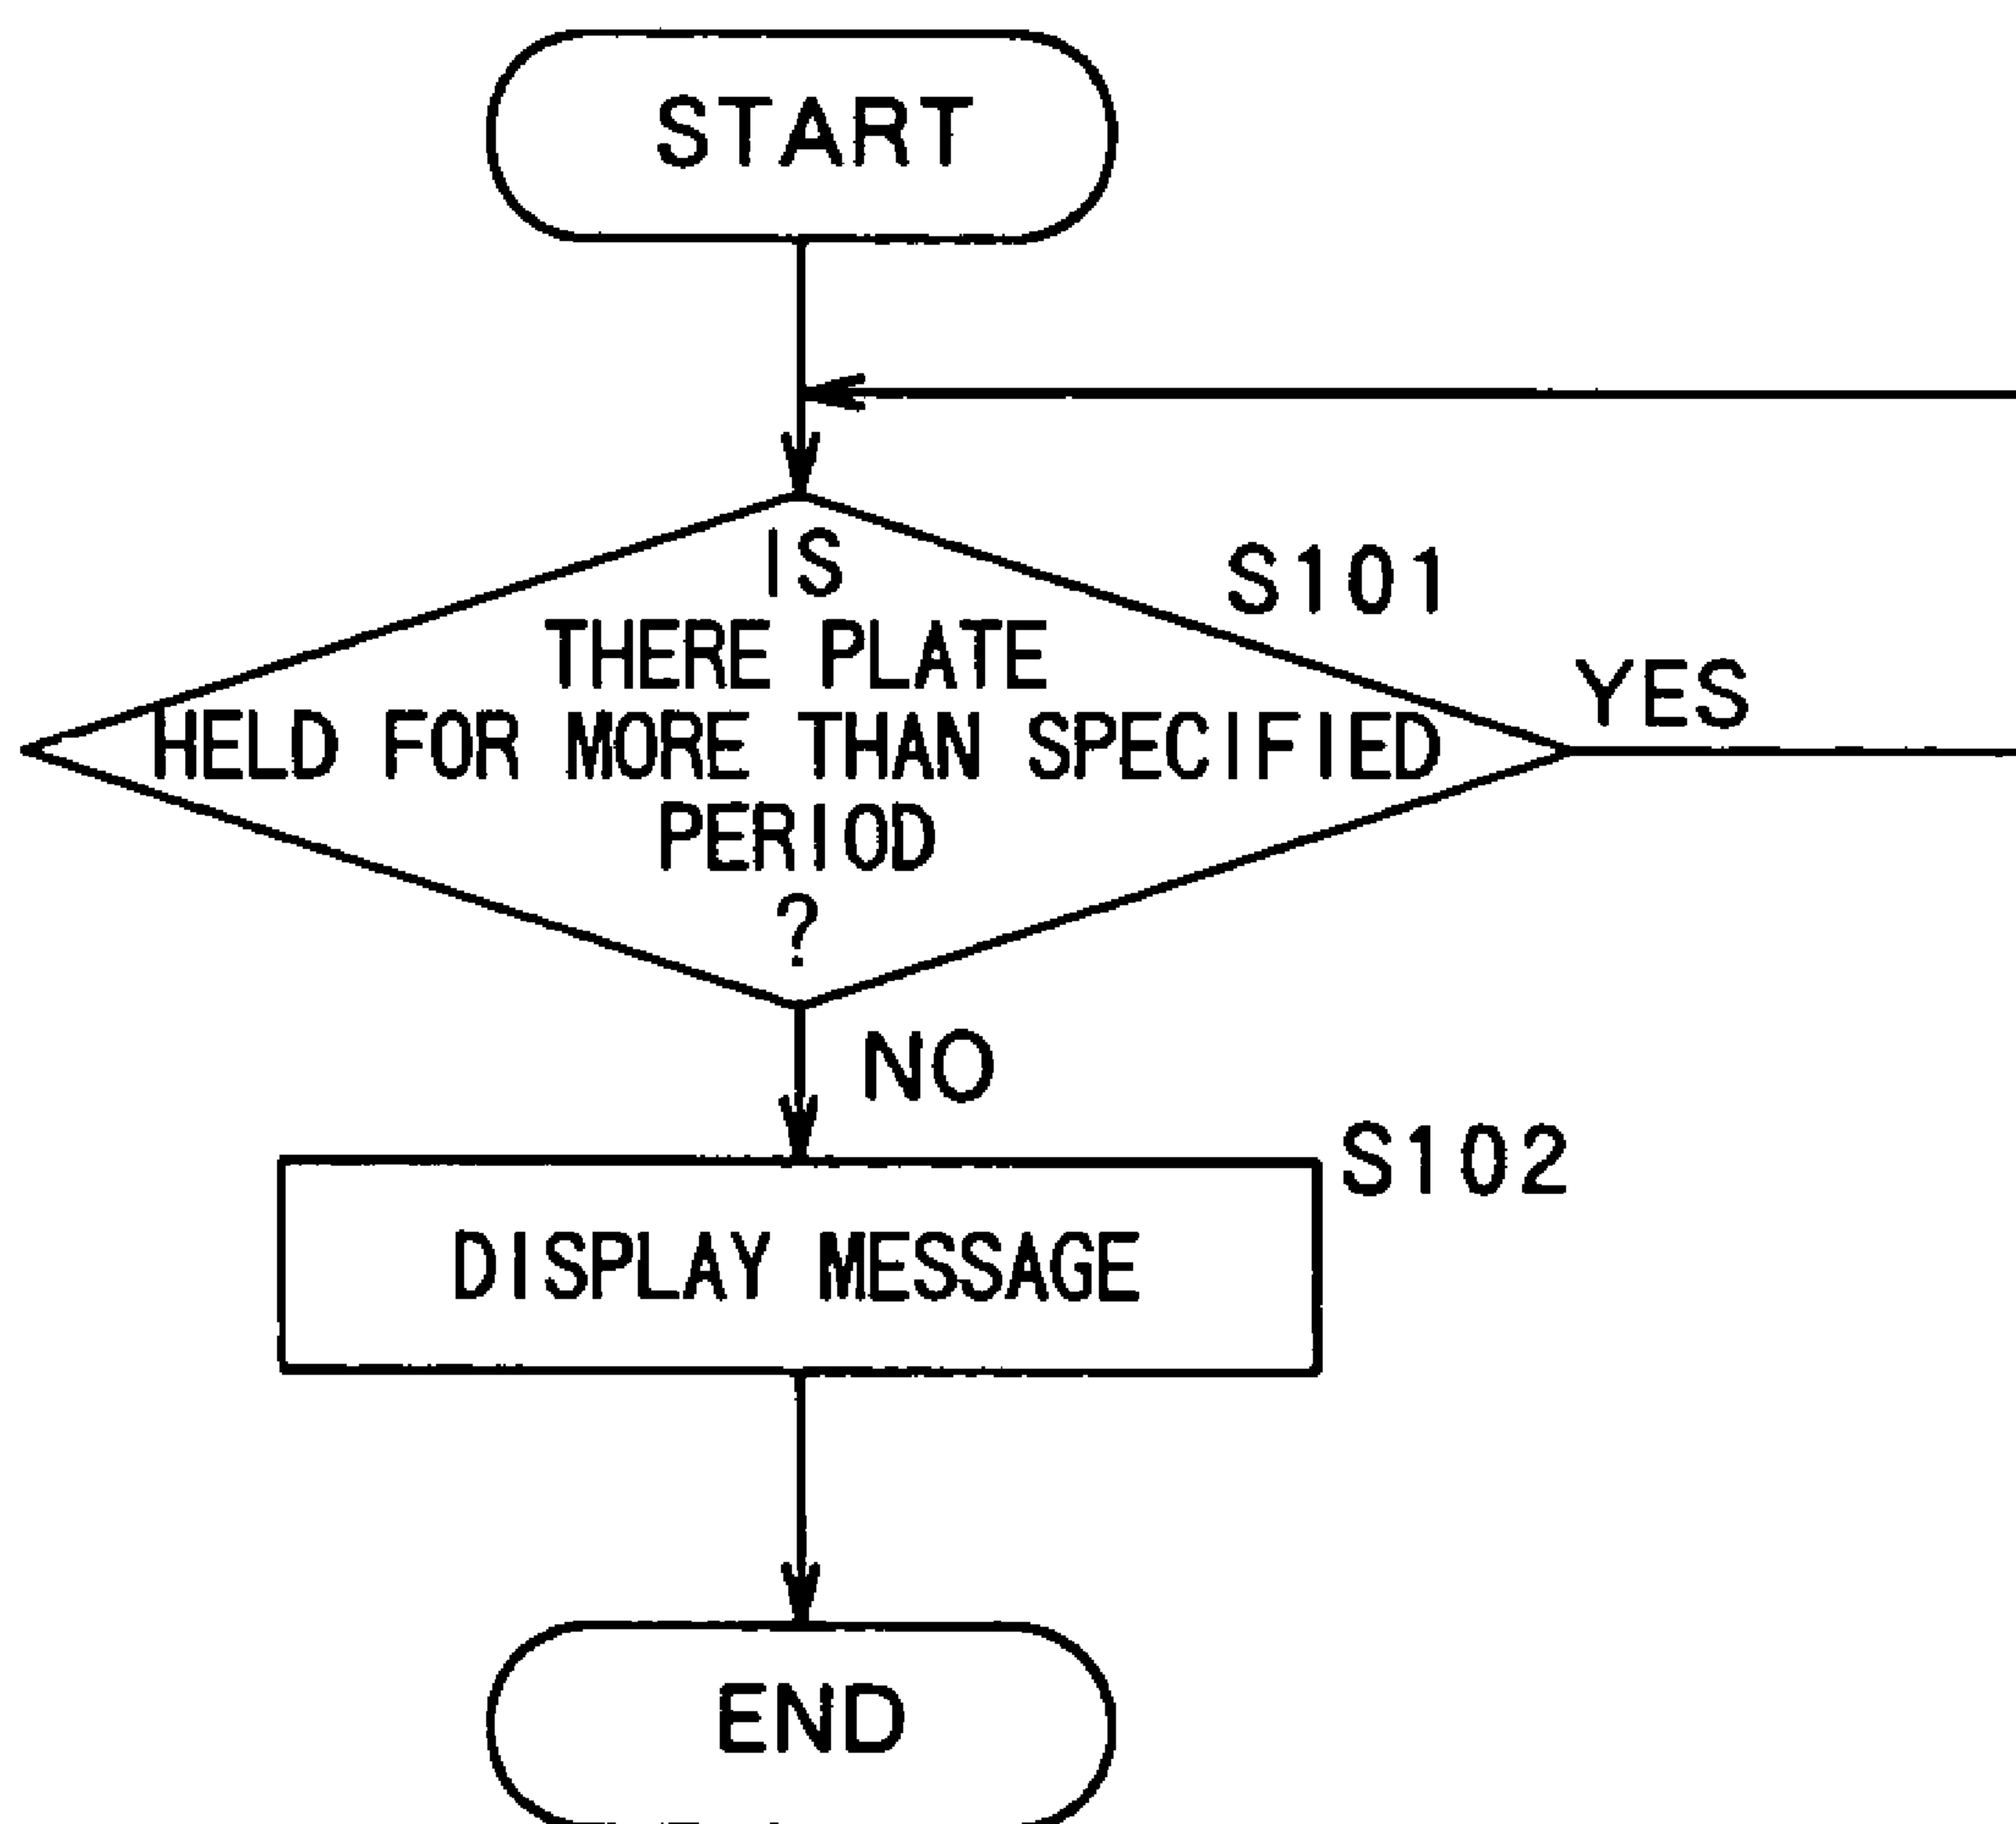 START
IS
S101
THERE PLATE
YES
HELD FOR MORE THAN SPECIFIED
PERIOD
?
NO
S102
DISPLAY MESSAGE
END